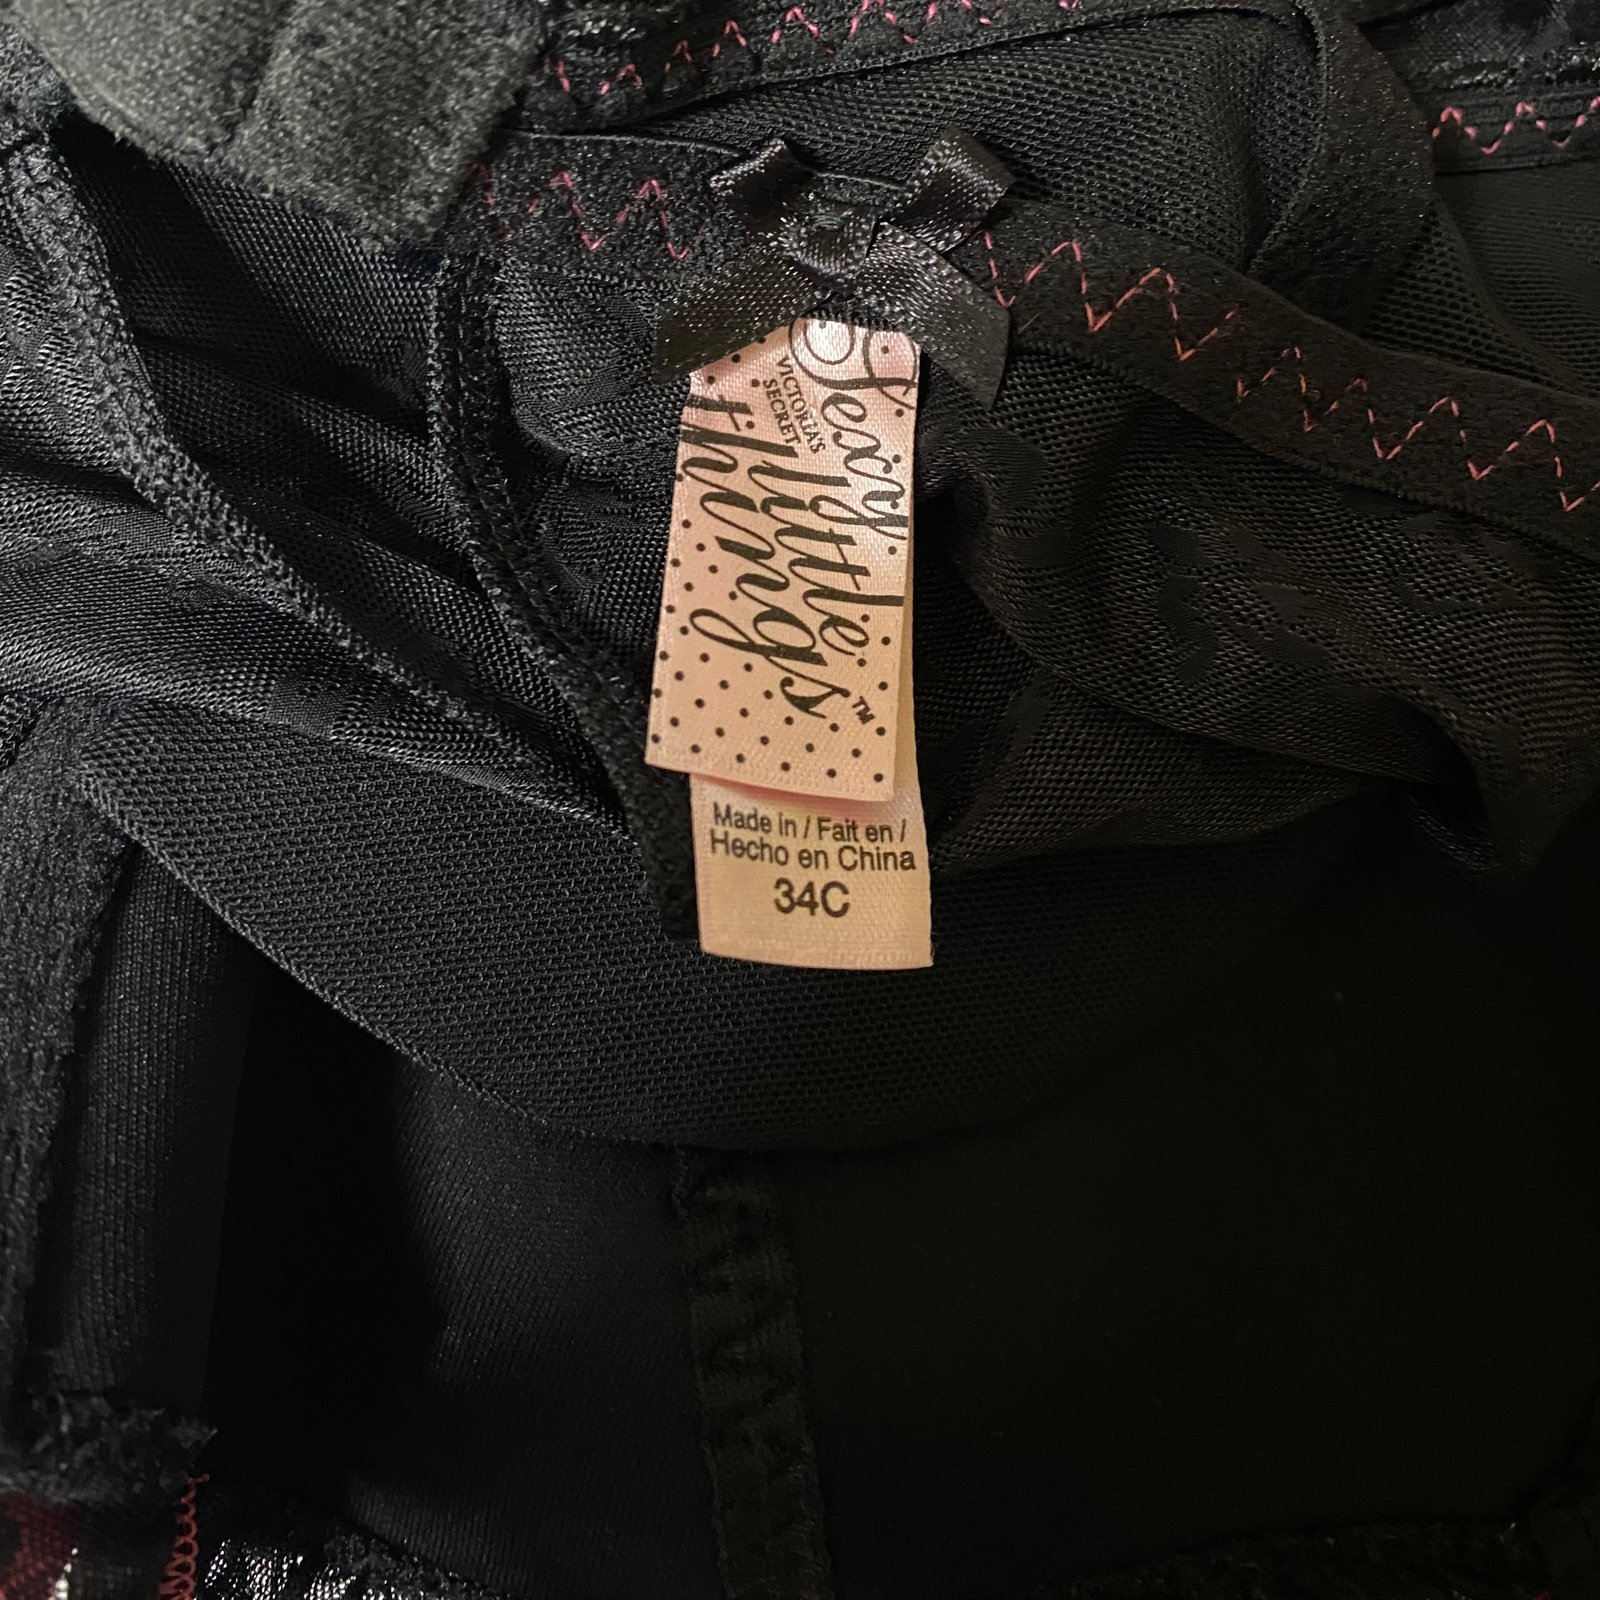 VICTORIA'S
SECRET
Sexy
little
things™
Made in / Fait en /
Hecho en China
34C